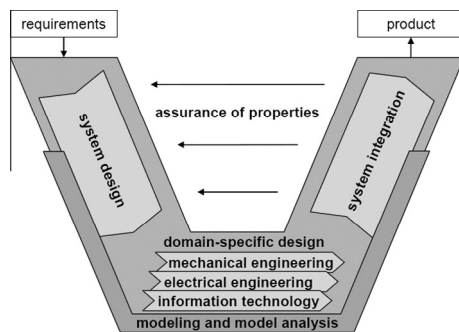 requirements
product
assurance of properties
system design
system integration
domain-specific design
mechanical engineering
electrical engineering
information technology
modeling and model analysis